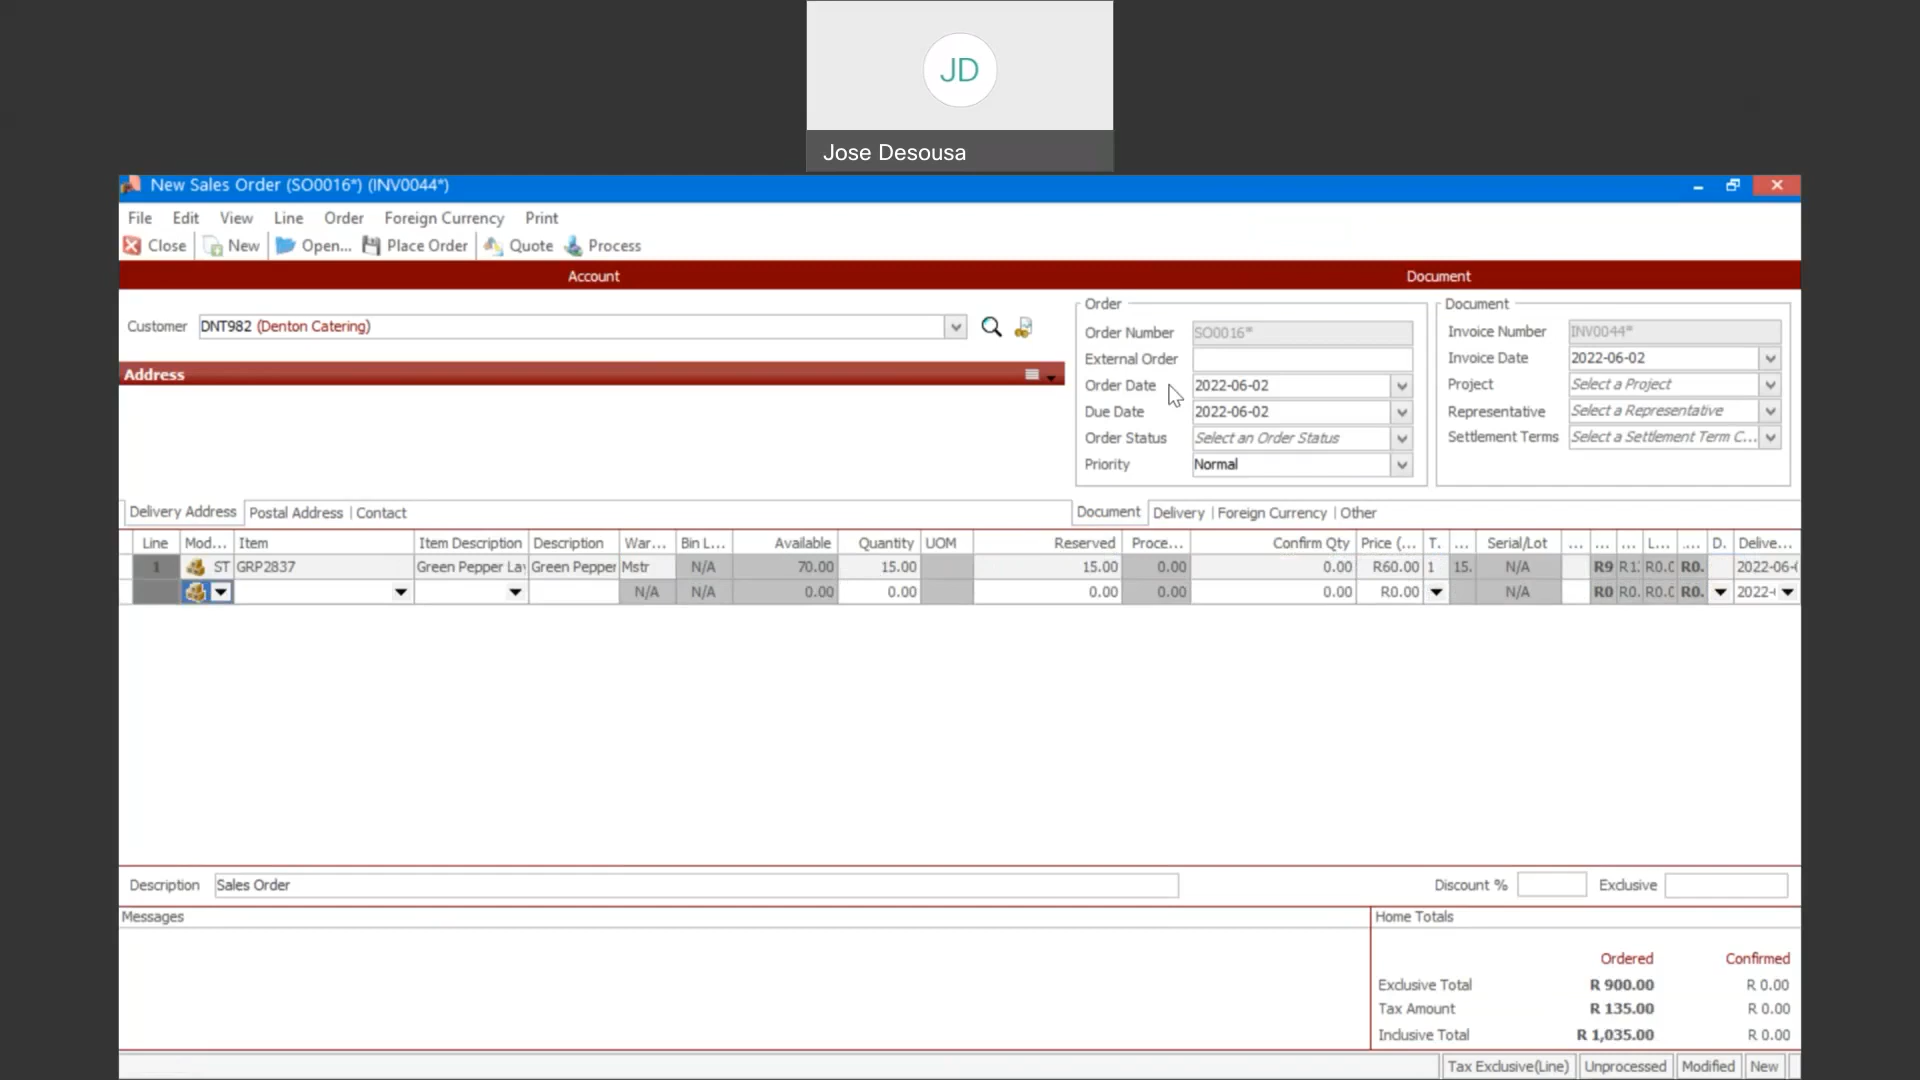 JD
Jose Desousa
New Sales Order (SO0016*) (INV0044*)
File Edit View Line Order Foreign Currency Print
Close New Open... Place Order Quote Process
Account Document
Customer DNT982 (Denton Catering)
Address
Order
Order Number SO0016*
External Order
Order Date 2022-06-02
Due Date 2022-06-02
Order Status Select an Order Status
Priority Normal
Document
Invoice Number INV0044*
Invoice Date 2022-06-02
Project Select a Project
Representative Select a Representative
Settlement Terms Select a Settlement Term C...
Delivery Address Postal Address | Contact
Document Delivery | Foreign Currency | Other
Line Mod... Item Item Description Description War... Bin L... Available Quantity UOM Reserved Proce... Confirm Qty Price (... T. ... Serial/Lot ... ... ... L... .... D. Delive...
1 ST GRP2837 Green Pepper La Green Pepper Mstr N/A 70.00 15.00 15.00 0.00 0.00 R60.00 1 15. N/A R9 R1 R0.0 R0. 2022-06-
N/A N/A 0.00 0.00 0.00 0.00 0.00 R0.00 N/A R0 R0. R0.0 R0. 2022-
Description Sales Order
Discount % Exclusive
Messages
Home Totals
Ordered Confirmed
Exclusive Total R 900.00 R 0.00
Tax Amount R 135.00 R 0.00
Inclusive Total R 1,035.00 R 0.00
Tax Exclusive(Line) Unprocessed Modified New